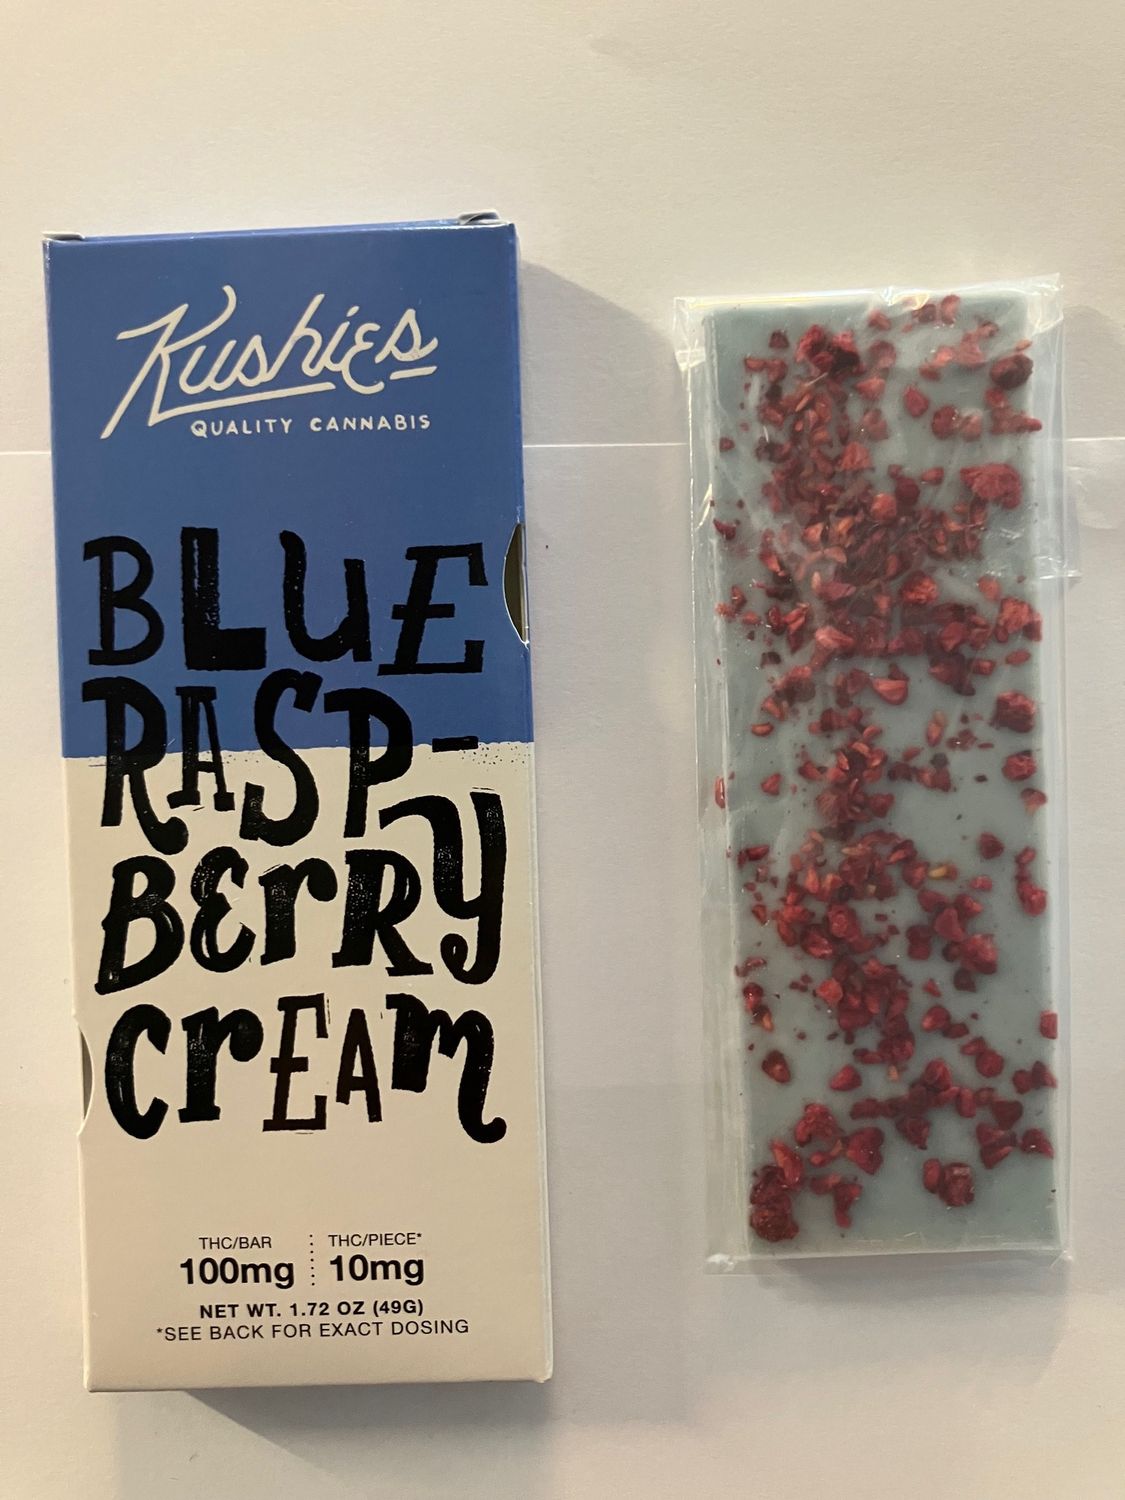 Kushies
QUALITY CANNABIS
BLUE
RASP-
BERRY
CREAM
THC/BAR THC/PIECE*
100mg 10mg
NET WT. 1.72 OZ (49G)
*SEE BACK FOR EXACT DOSING